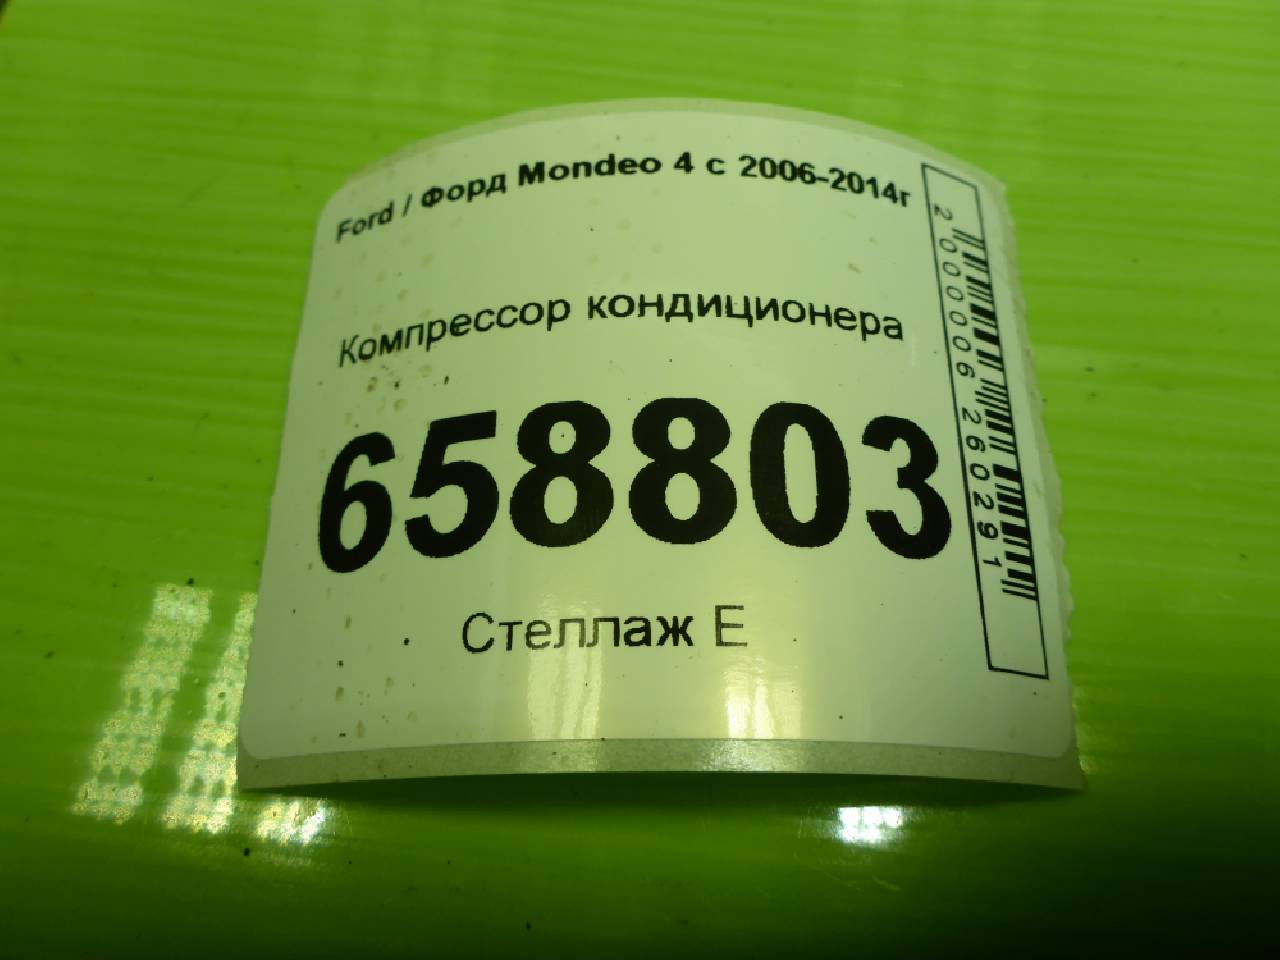 Ford / Форд Mondeo 4 с 2006-2014г
Компрессор кондиционера
658803
Стеллаж Е
2000006260291